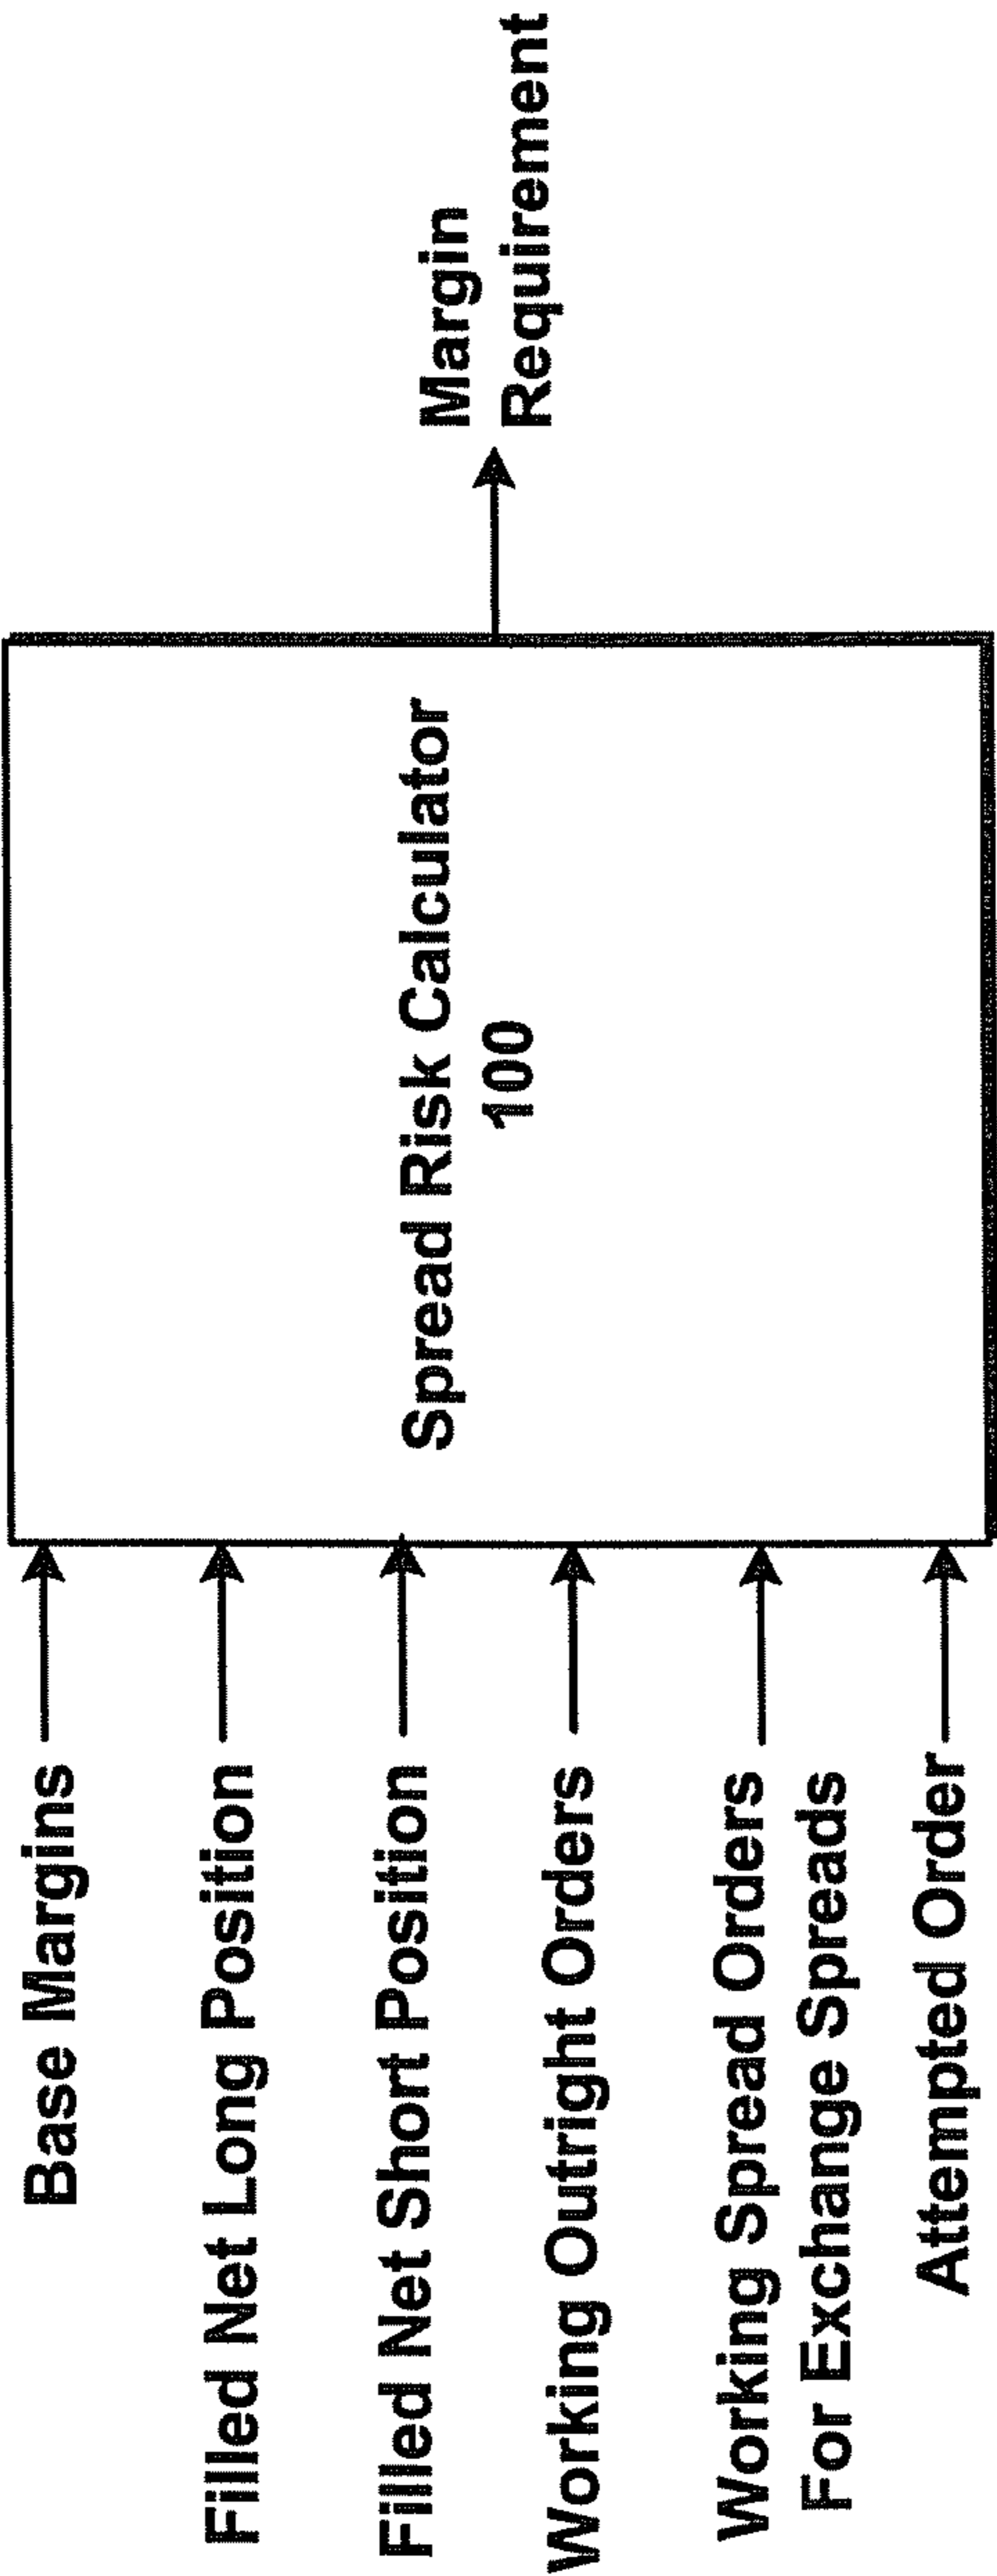 Base Margins
Filled Net Long Position
Filled Net Short Position
Working Outright Orders
Working Spread Orders
For Exchange Spreads
Attempted Order
Spread Risk Calculator
100
Margin
Requirement